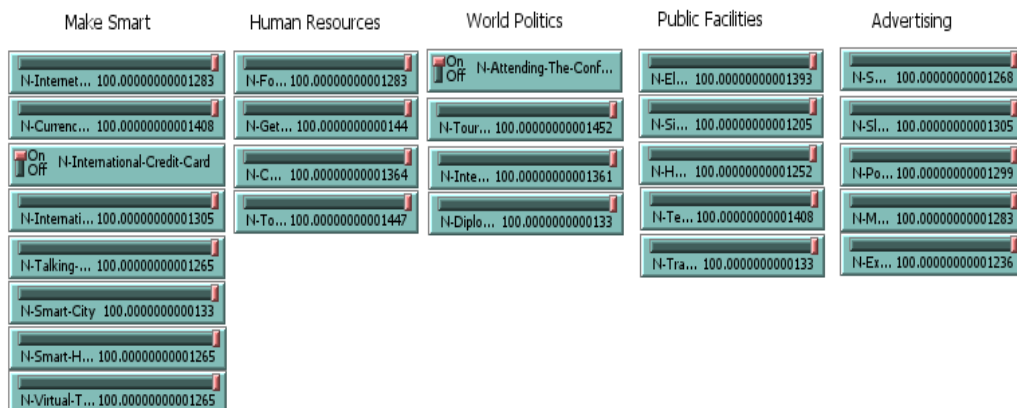 Make Smart
N-Internet... 100.00000000001283
N-Currenc... 100.00000000001408
On
Off
N-International-Credit-Card
N-Internati... 100.00000000001305
N-Talking-... 100.00000000001265
N-Smart-City 100.0000000000133
N-Smart-H... 100.00000000001265
N-Virtual-T... 100.00000000001265
Human Resources
N-Fo... 100.00000000001283
N-Get... 100.0000000000144
N-C... 100.00000000001364
N-To... 100.00000000001447
World Politics
On
Off
N-Attending-The-Conf...
N-Tour... 100.00000000001452
N-Inte... 100.00000000001361
N-Diplo... 100.0000000000133
Public Facilities
N-El... 100.00000000001393
N-Si... 100.00000000001205
N-H... 100.00000000001252
N-Te... 100.00000000001408
N-Tra... 100.0000000000133
Advertising
N-S... 100.00000000001268
N-Sl... 100.00000000001305
N-Po... 100.00000000001299
N-M... 100.00000000001283
N-Ex... 100.00000000001236